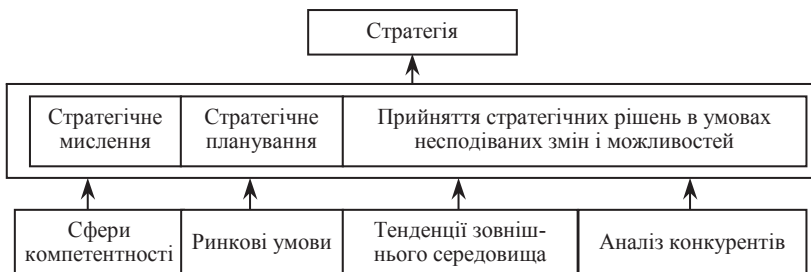 Стратегія
Стратегічне
мислення
Стратегічне
планування
Прийняття стратегічних рішень в умовах
несподіваних змін і можливостей
Сфери
компетентності
Ринкові умови
Тенденції зовніш-
нього середовища
Аналіз конкурентів